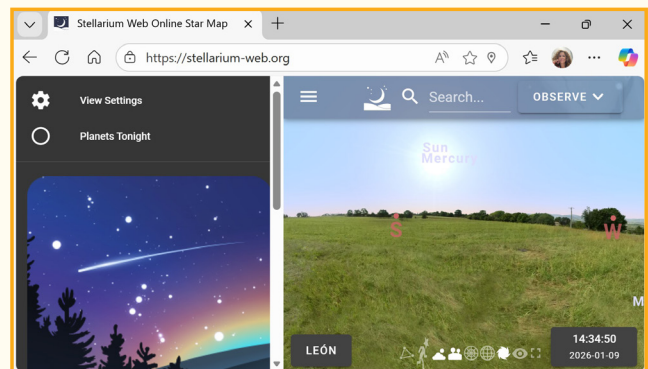 Stellarium Web Online Star Map
https://stellarium-web.org
View Settings
Planets Tonight
Search...
OBSERVE
Sun
Mercury
S
W
M
LEÓN
14:34:50
2026-01-09